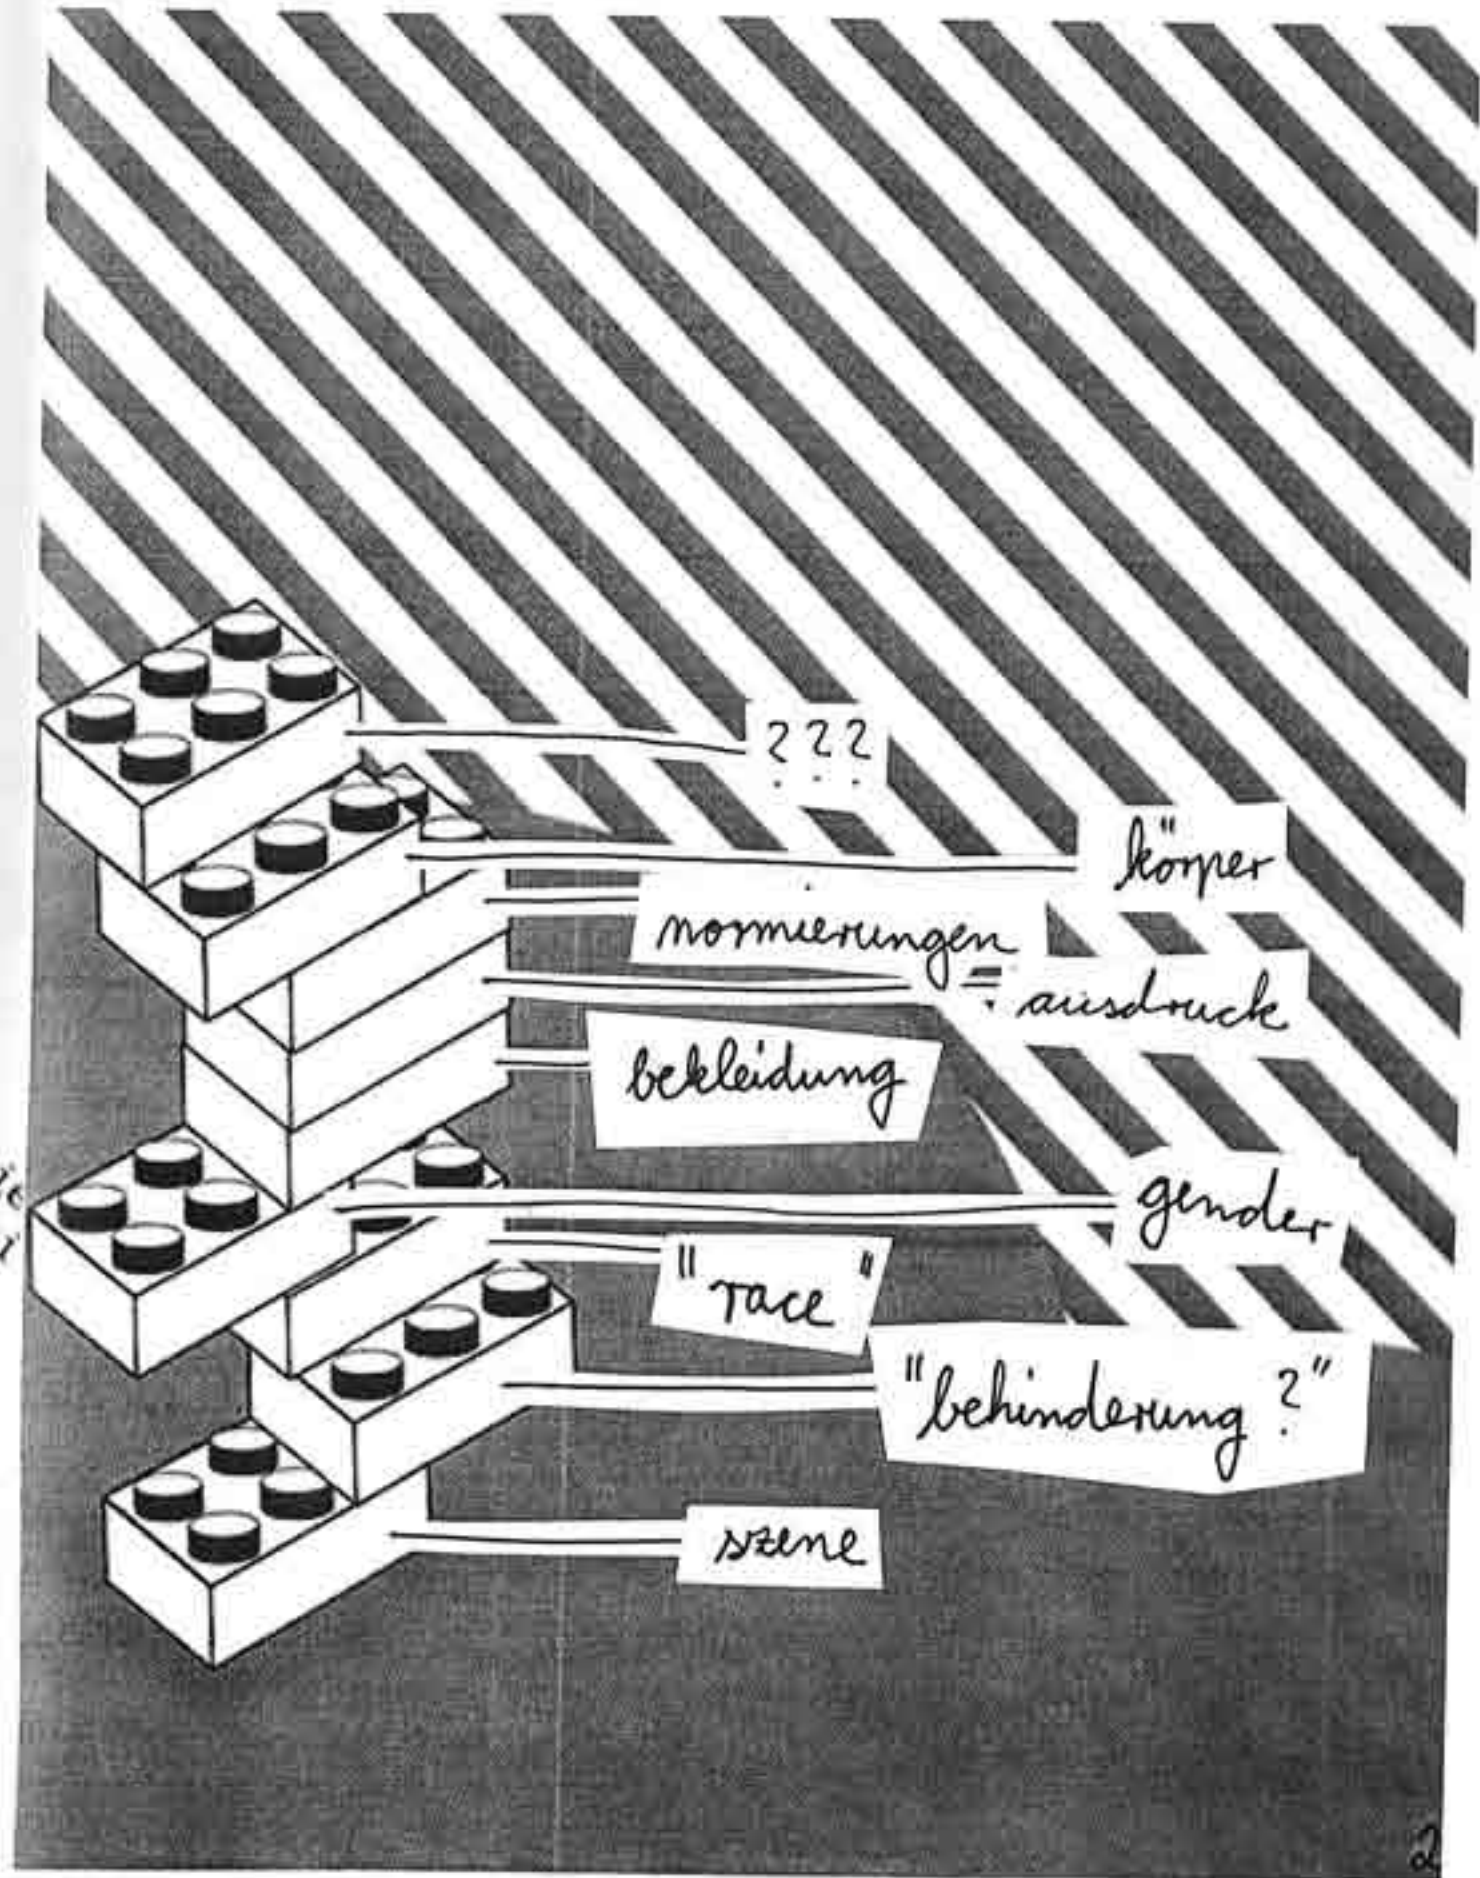 ???
körper
normierungen
ausdruck
bekleidung
gender
"race"
"behinderung?"
szene
2